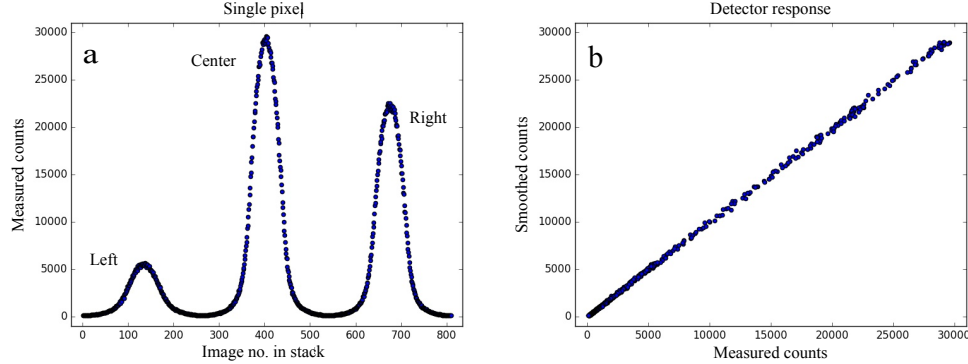 Single pixel
a
Center
Right
Left
Measured counts
30000
25000
20000
15000
10000
5000
0
0 100 200 300 400 500 600 700 800
Image no. in stack
Detector response
b
Smoothed counts
30000
25000
20000
15000
10000
5000
0
0 5000 10000 15000 20000 25000 30000
Measured counts